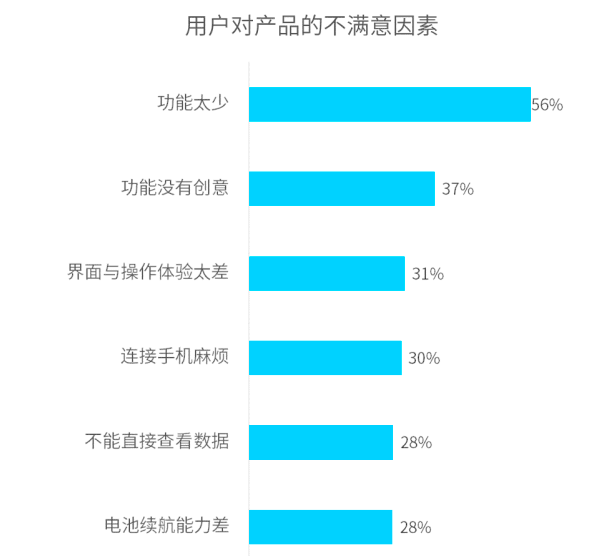 用户对产品的不满意因素
功能太少 56%
功能没有创意 37%
界面与操作体验太差 31%
连接手机麻烦 30%
不能直接查看数据 28%
电池续航能力差 28%